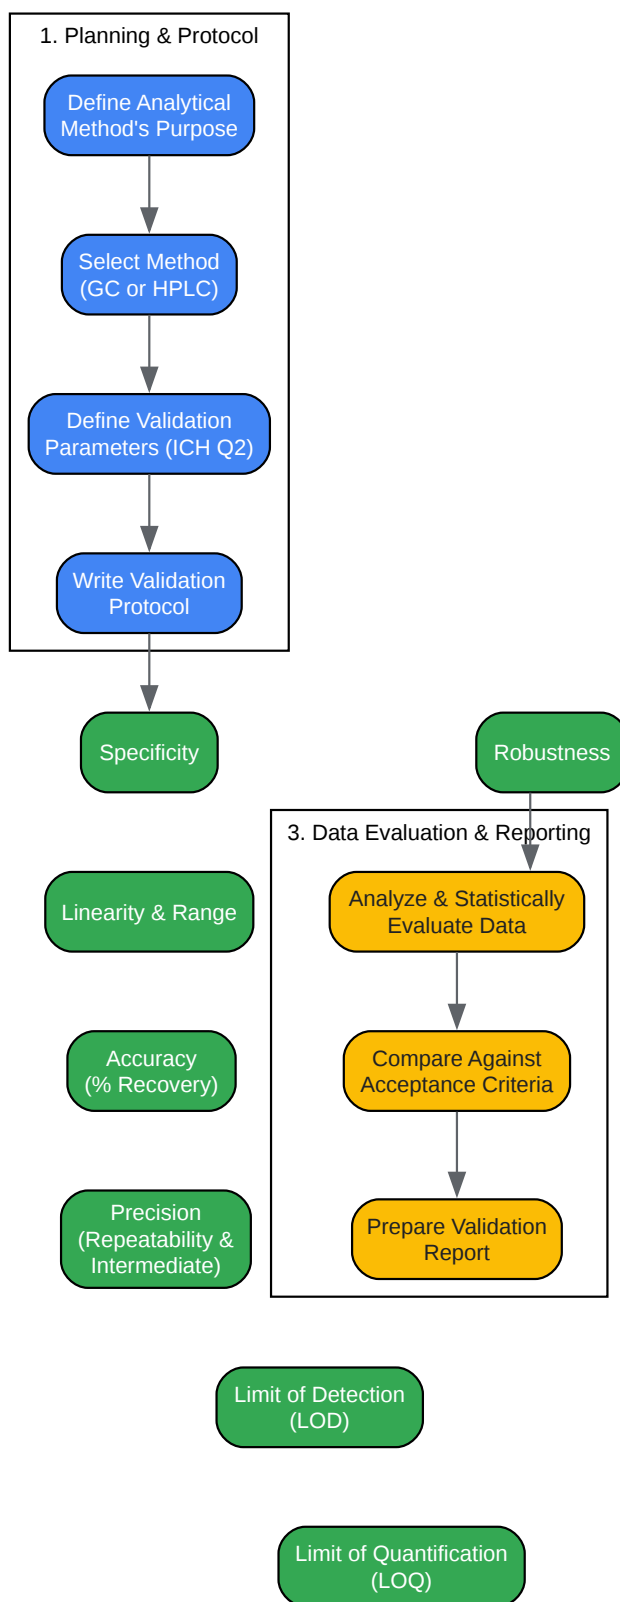 1. Planning & Protocol
Define Analytical
Method's Purpose
Select Method
(GC or HPLC)
Define Validation
Parameters (ICH Q2)
Write Validation
Protocol
Specificity
Robustness
3. Data Evaluation & Reporting
Linearity & Range
Analyze & Statistically
Evaluate Data
Accuracy
(% Recovery)
Compare Against
Acceptance Criteria
Precision
(Repeatability &
Intermediate)
Prepare Validation
Report
Limit of Detection
(LOD)
Limit of Quantification
(LOQ)